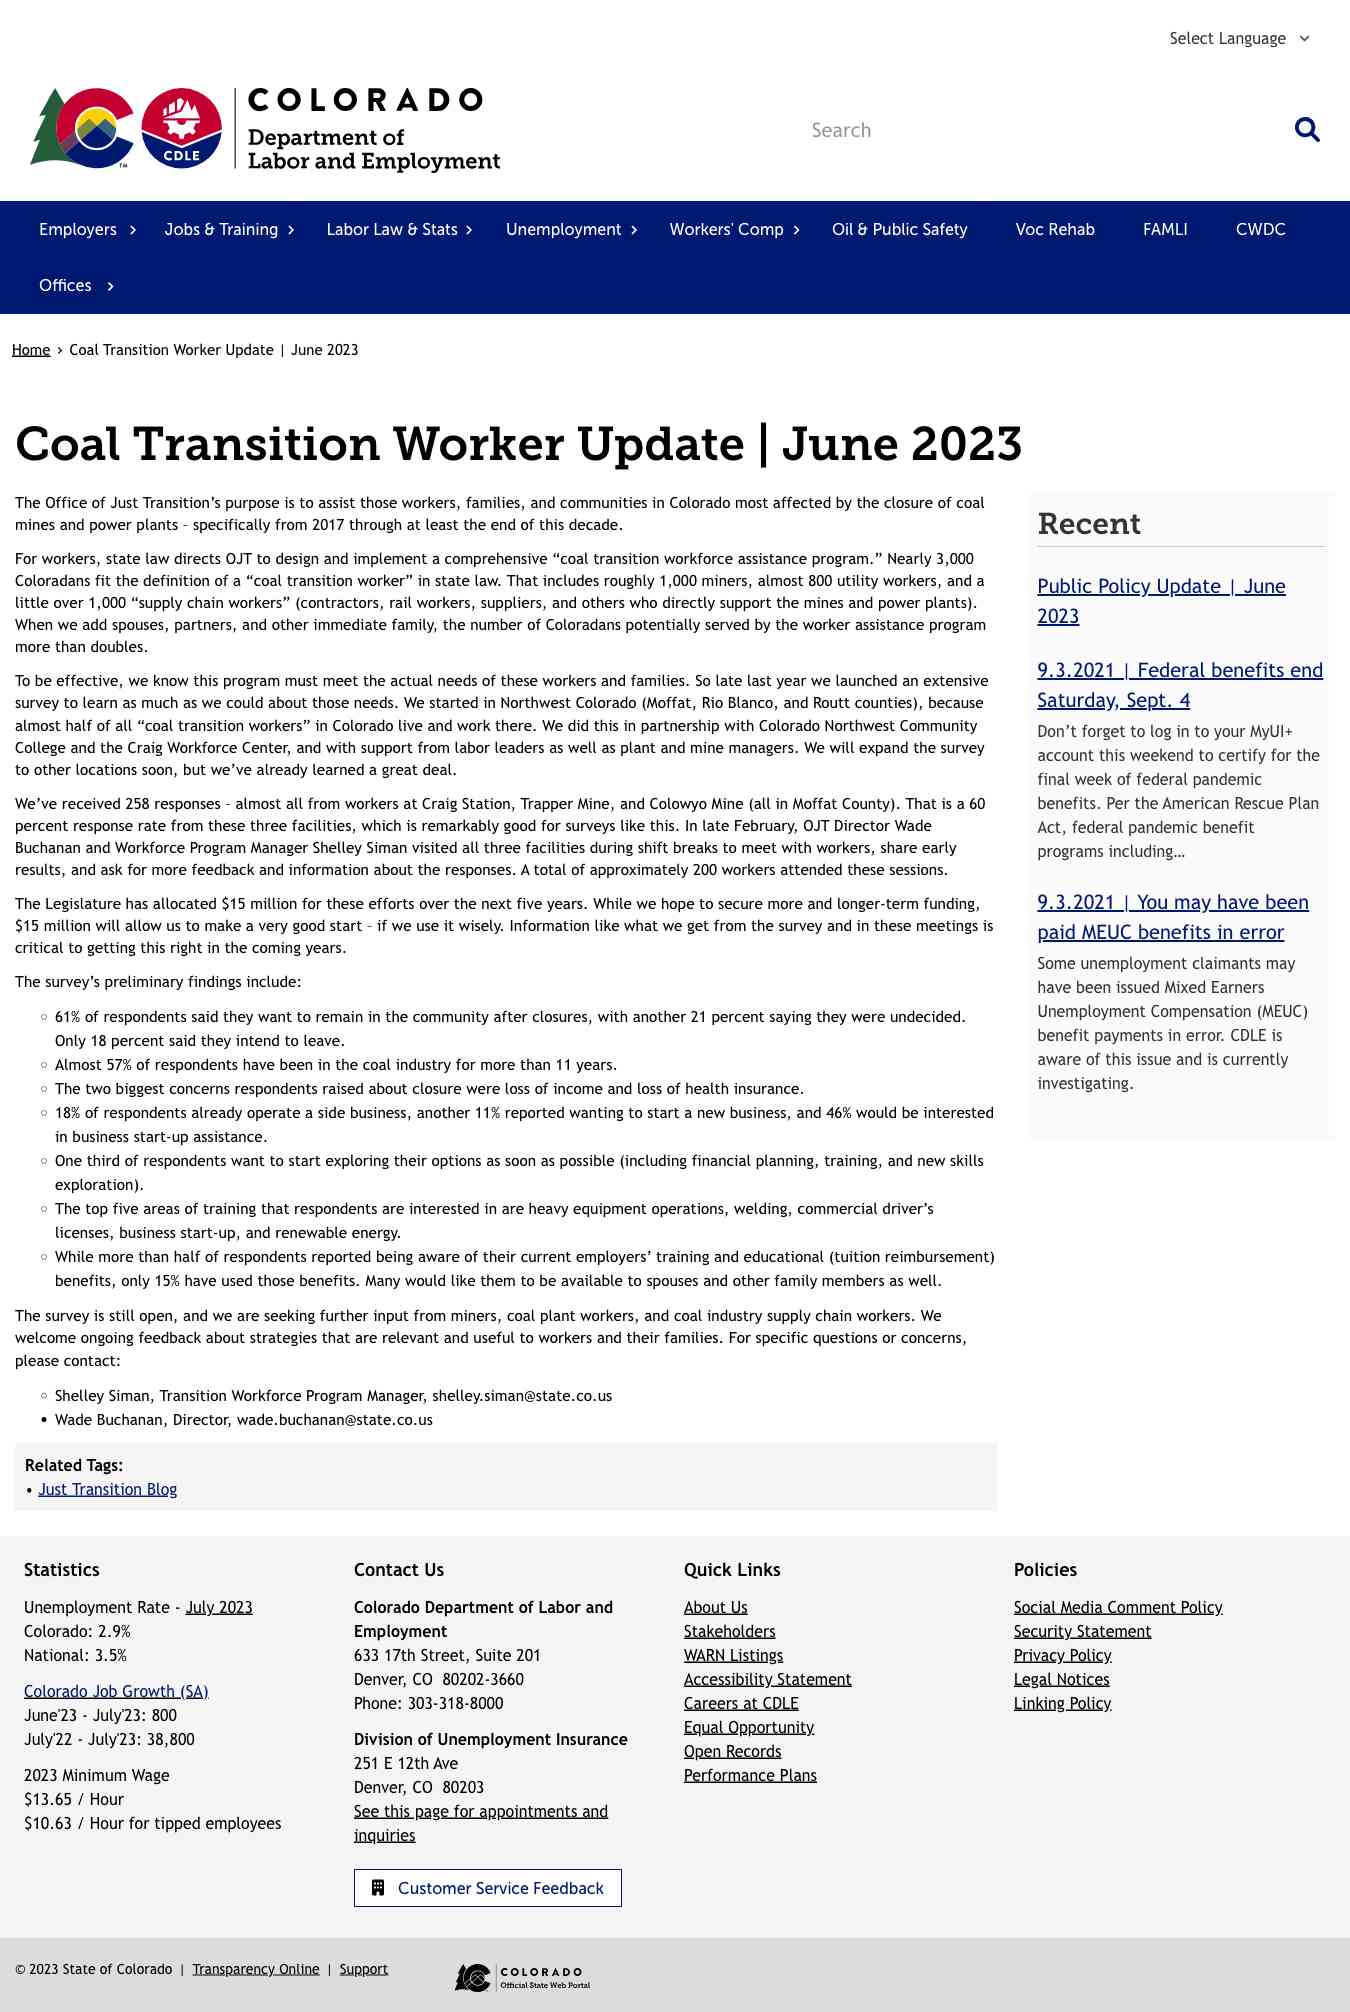 Select Language
COLORADO
Department of
Labor and Employment
CDLE
TM
Search
Employers
Jobs & Training
Labor Law & Stats
Unemployment
Workers' Comp
Oil & Public Safety
Voc Rehab
FAMLI
CWDC
Offices
Home › Coal Transition Worker Update | June 2023
Coal Transition Worker Update | June 2023
The Office of Just Transition’s purpose is to assist those workers, families, and communities in Colorado most affected by the closure of coal
mines and power plants – specifically from 2017 through at least the end of this decade.
For workers, state law directs OJT to design and implement a comprehensive “coal transition workforce assistance program.” Nearly 3,000
Coloradans fit the definition of a “coal transition worker” in state law. That includes roughly 1,000 miners, almost 800 utility workers, and a
little over 1,000 “supply chain workers” (contractors, rail workers, suppliers, and others who directly support the mines and power plants).
When we add spouses, partners, and other immediate family, the number of Coloradans potentially served by the worker assistance program
more than doubles.
To be effective, we know this program must meet the actual needs of these workers and families. So late last year we launched an extensive
survey to learn as much as we could about those needs. We started in Northwest Colorado (Moffat, Rio Blanco, and Routt counties), because
almost half of all “coal transition workers” in Colorado live and work there. We did this in partnership with Colorado Northwest Community
College and the Craig Workforce Center, and with support from labor leaders as well as plant and mine managers. We will expand the survey
to other locations soon, but we’ve already learned a great deal.
We’ve received 258 responses – almost all from workers at Craig Station, Trapper Mine, and Colowyo Mine (all in Moffat County). That is a 60
percent response rate from these three facilities, which is remarkably good for surveys like this. In late February, OJT Director Wade
Buchanan and Workforce Program Manager Shelley Siman visited all three facilities during shift breaks to meet with workers, share early
results, and ask for more feedback and information about the responses. A total of approximately 200 workers attended these sessions.
The Legislature has allocated $15 million for these efforts over the next five years. While we hope to secure more and longer-term funding,
$15 million will allow us to make a very good start – if we use it wisely. Information like what we get from the survey and in these meetings is
critical to getting this right in the coming years.
The survey’s preliminary findings include:
○ 61% of respondents said they want to remain in the community after closures, with another 21 percent saying they were undecided.
Only 18 percent said they intend to leave.
○ Almost 57% of respondents have been in the coal industry for more than 11 years.
○ The two biggest concerns respondents raised about closure were loss of income and loss of health insurance.
○ 18% of respondents already operate a side business, another 11% reported wanting to start a new business, and 46% would be interested
in business start-up assistance.
○ One third of respondents want to start exploring their options as soon as possible (including financial planning, training, and new skills
exploration).
○ The top five areas of training that respondents are interested in are heavy equipment operations, welding, commercial driver’s
licenses, business start-up, and renewable energy.
○ While more than half of respondents reported being aware of their current employers’ training and educational (tuition reimbursement)
benefits, only 15% have used those benefits. Many would like them to be available to spouses and other family members as well.
The survey is still open, and we are seeking further input from miners, coal plant workers, and coal industry supply chain workers. We
welcome ongoing feedback about strategies that are relevant and useful to workers and their families. For specific questions or concerns,
please contact:
○ Shelley Siman, Transition Workforce Program Manager, shelley.siman@state.co.us
• Wade Buchanan, Director, wade.buchanan@state.co.us
Related Tags:
• Just Transition Blog
Recent
Public Policy Update | June
2023
9.3.2021 | Federal benefits end
Saturday, Sept. 4
Don’t forget to log in to your MyUI+
account this weekend to certify for the
final week of federal pandemic
benefits. Per the American Rescue Plan
Act, federal pandemic benefit
programs including…
9.3.2021 | You may have been
paid MEUC benefits in error
Some unemployment claimants may
have been issued Mixed Earners
Unemployment Compensation (MEUC)
benefit payments in error. CDLE is
aware of this issue and is currently
investigating.
Statistics
Unemployment Rate - July 2023
Colorado: 2.9%
National: 3.5%
Colorado Job Growth (SA)
June'23 - July'23: 800
July'22 - July'23: 38,800
2023 Minimum Wage
$13.65 / Hour
$10.63 / Hour for tipped employees
Contact Us
Colorado Department of Labor and
Employment
633 17th Street, Suite 201
Denver, CO  80202-3660
Phone: 303-318-8000
Division of Unemployment Insurance
251 E 12th Ave
Denver, CO  80203
See this page for appointments and
inquiries
Customer Service Feedback
Quick Links
About Us
Stakeholders
WARN Listings
Accessibility Statement
Careers at CDLE
Equal Opportunity
Open Records
Performance Plans
Policies
Social Media Comment Policy
Security Statement
Privacy Policy
Legal Notices
Linking Policy
© 2023 State of Colorado | Transparency Online | Support
COLORADO
Official State Web Portal